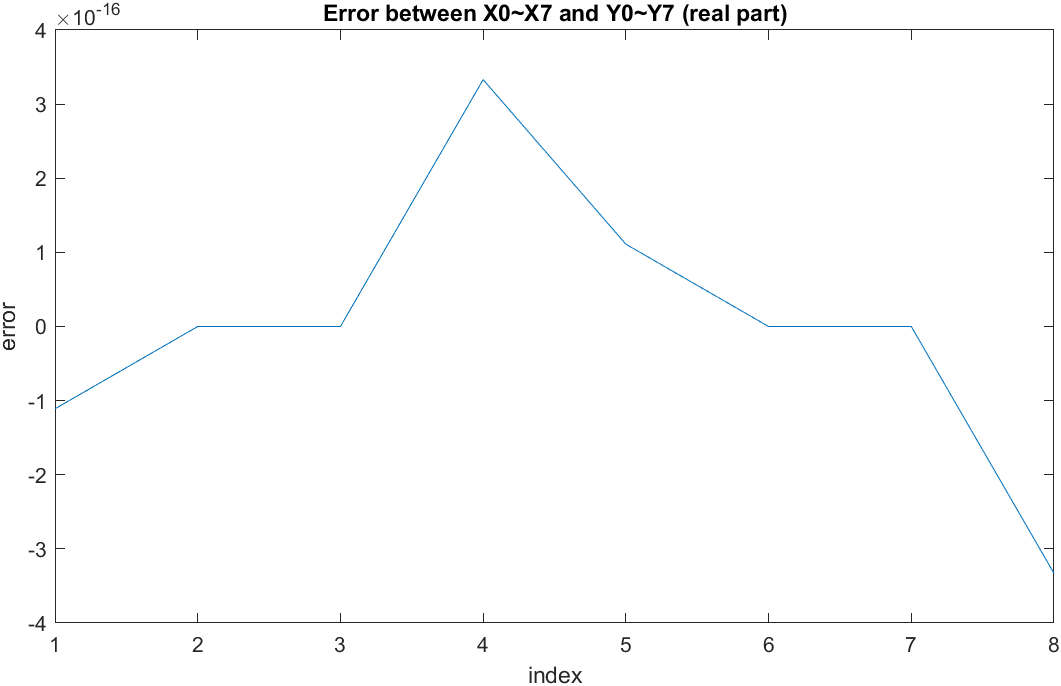 Error between X0~X7 and Y0~Y7 (real part)
×10-16
4
3
2
1
0
-1
-2
-3
-4
error
1 2 3 4 5 6 7 8
index